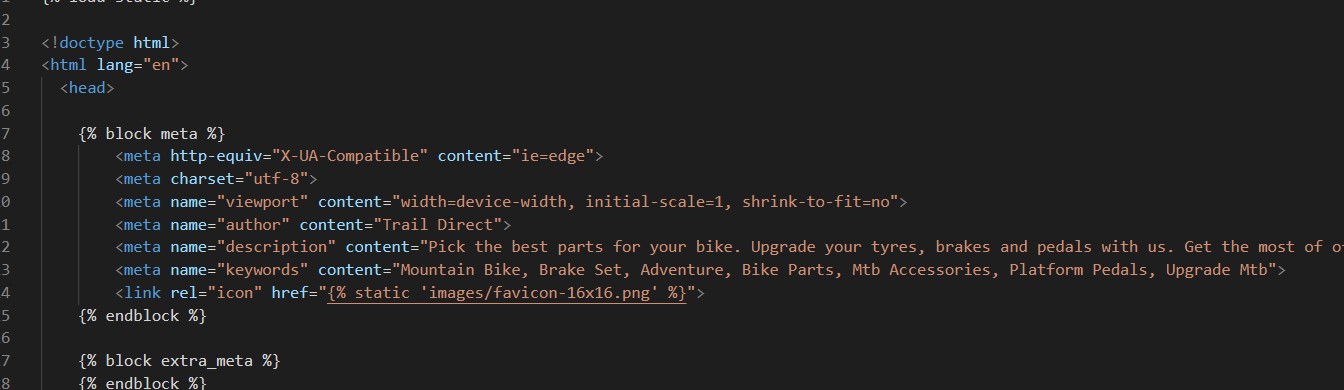 {% load static %}
2
3 <!doctype html>
4 <html lang="en">
5 <head>
6
7 {% block meta %}
8 <meta http-equiv="X-UA-Compatible" content="ie=edge">
9 <meta charset="utf-8">
0 <meta name="viewport" content="width=device-width, initial-scale=1, shrink-to-fit=no">
1 <meta name="author" content="Trail Direct">
2 <meta name="description" content="Pick the best parts for your bike. Upgrade your tyres, brakes and pedals with us. Get the most of
3 <meta name="keywords" content="Mountain Bike, Brake Set, Adventure, Bike Parts, Mtb Accessories, Platform Pedals, Upgrade Mtb">
4 <link rel="icon" href="{% static 'images/favicon-16x16.png' %}">
5 {% endblock %}
6
7 {% block extra_meta %}
8 {% endblock %}